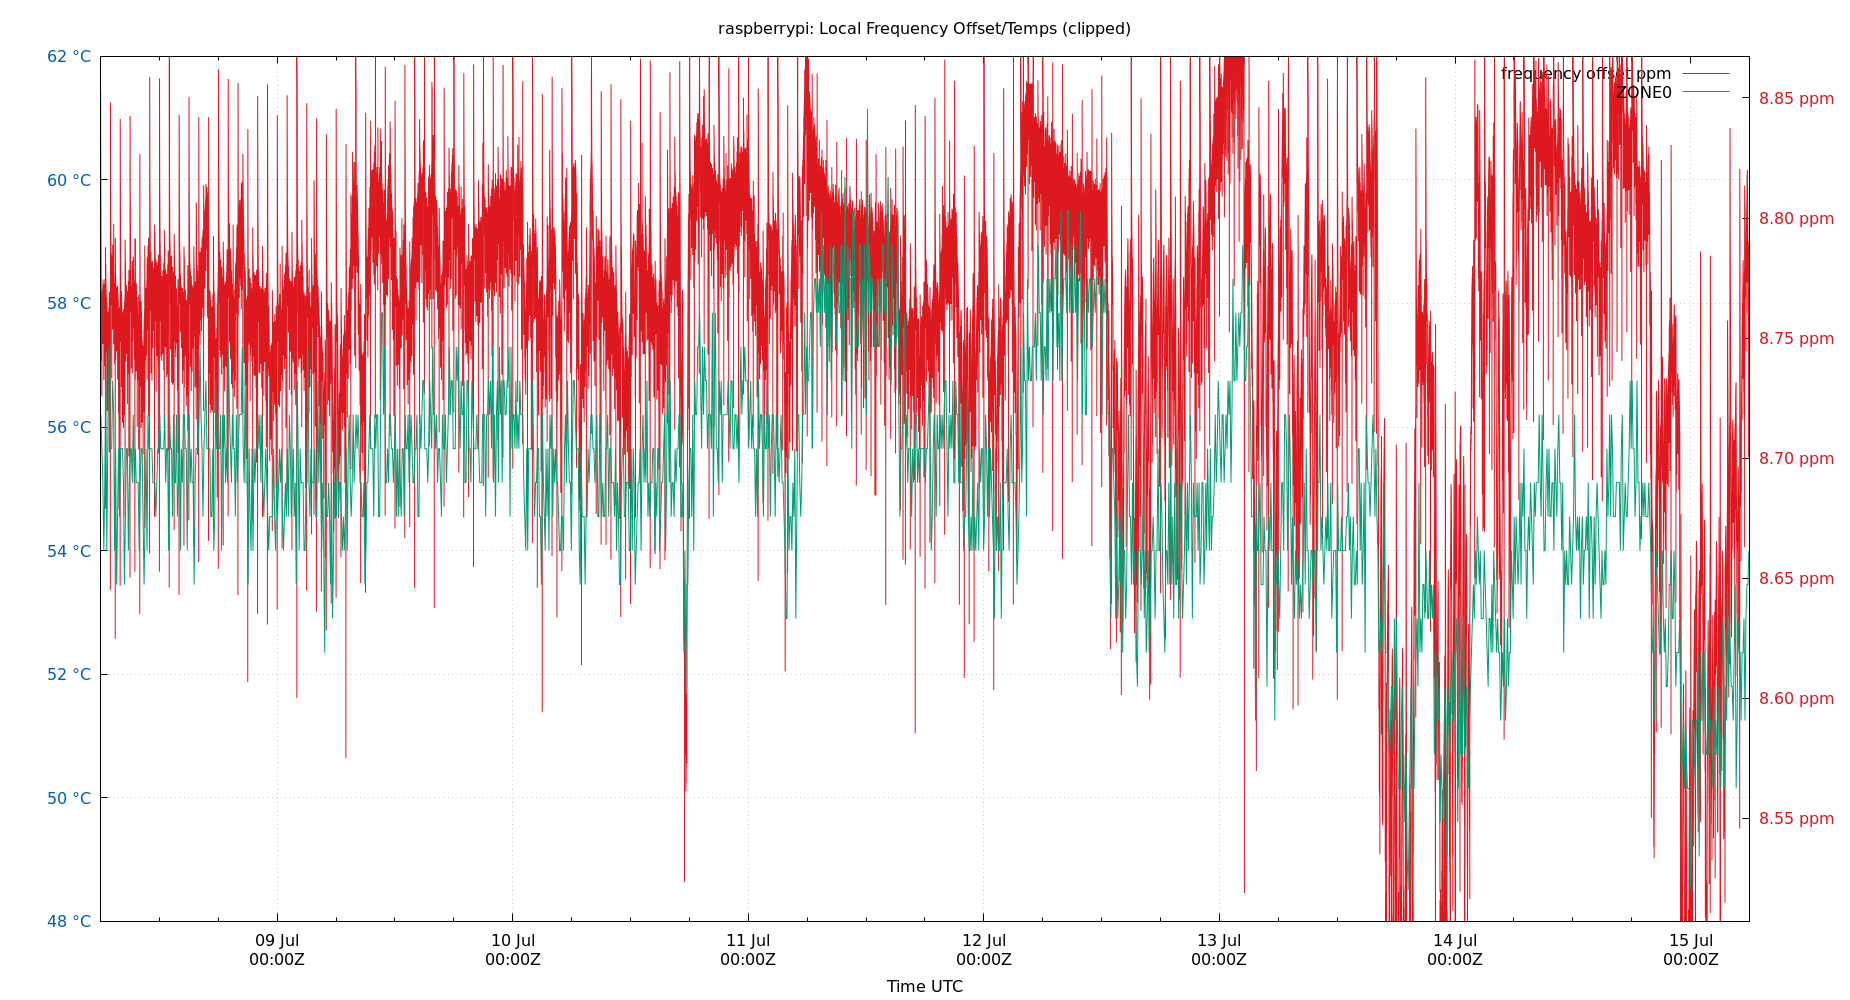 raspberrypi: Local Frequency Offset/Temps (clipped)
62 °C
60 °C
58 °C
56 °C
54 °C
52 °C
50 °C
48 °C
frequency offset ppm
ZONE0
8.85 ppm
8.80 ppm
8.75 ppm
8.70 ppm
8.65 ppm
8.60 ppm
8.55 ppm
09 Jul
00:00Z
10 Jul
00:00Z
11 Jul
00:00Z
12 Jul
00:00Z
13 Jul
00:00Z
14 Jul
00:00Z
15 Jul
00:00Z
Time UTC